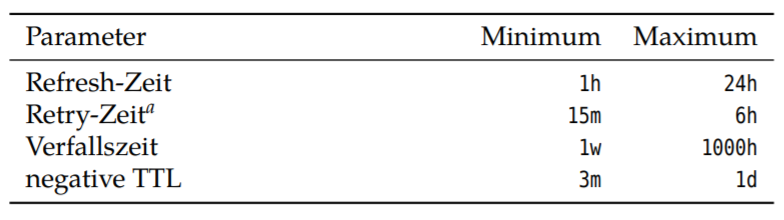 Parameter Minimum Maximum
Refresh-Zeit 1h 24h
Retry-Zeitᵃ 15m 6h
Verfallszeit 1w 1000h
negative TTL 3m 1d